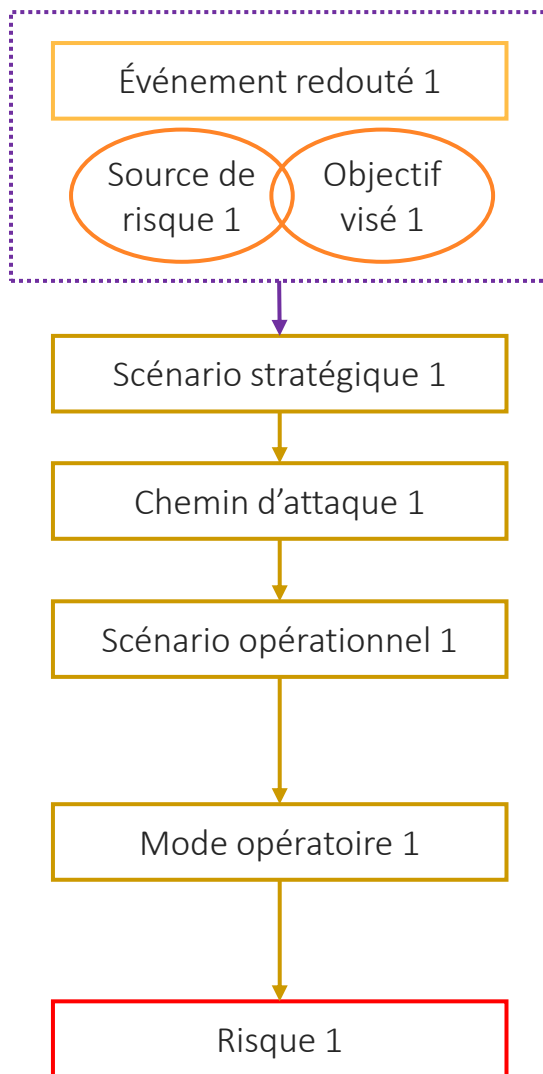 Événement redouté 1
Source de
risque 1
Objectif
visé 1
Scénario stratégique 1
Chemin d’attaque 1
Scénario opérationnel 1
Mode opératoire 1
Risque 1